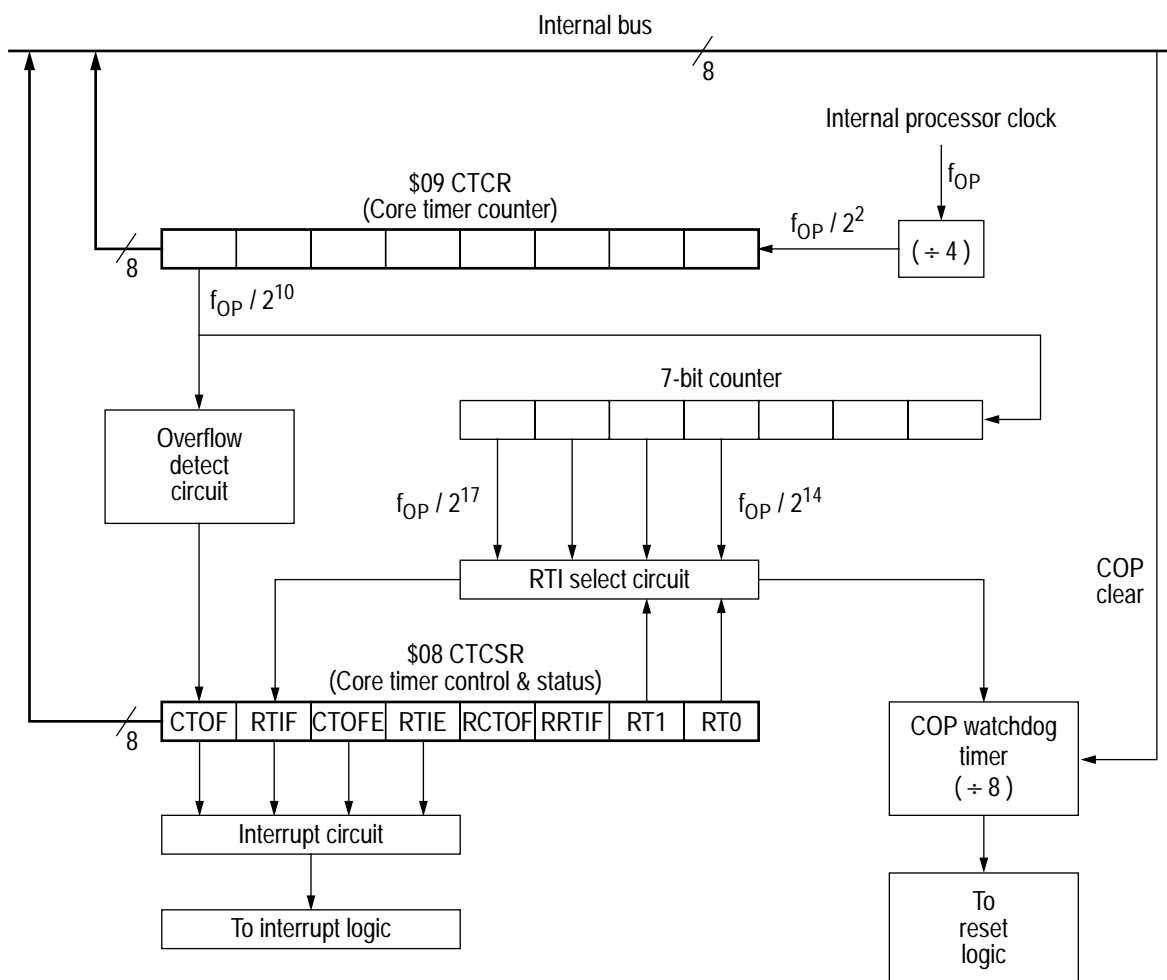 Internal bus
8
Internal processor clock
fOP
$09 CTCR
(Core timer counter)
fOP / 2^2
(÷ 4)
8
fOP / 2^10
7-bit counter
Overflow
detect
circuit
fOP / 2^17
fOP / 2^14
RTI select circuit
COP
clear
$08 CTCSR
(Core timer control & status)
CTOF RTIF CTOFE RTIE RCTOF RRTIF RT1 RT0
8
COP watchdog
timer
(÷ 8)
Interrupt circuit
To interrupt logic
To
reset
logic